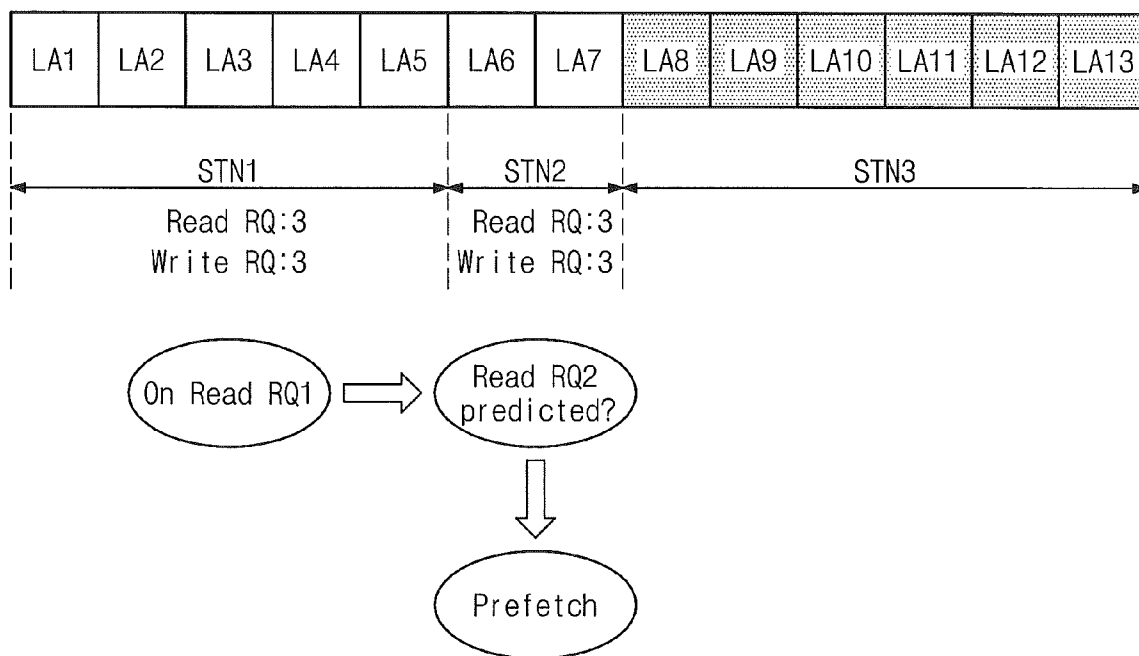 LA1 LA2 LA3 LA4 LA5 LA6 LA7 LA8 LA9 LA10 LA11 LA12 LA13
STN1 STN2 STN3
Read RQ:3 Read RQ:3
Write RQ:3 Write RQ:3
On Read RQ1
Read RQ2
predicted?
Prefetch